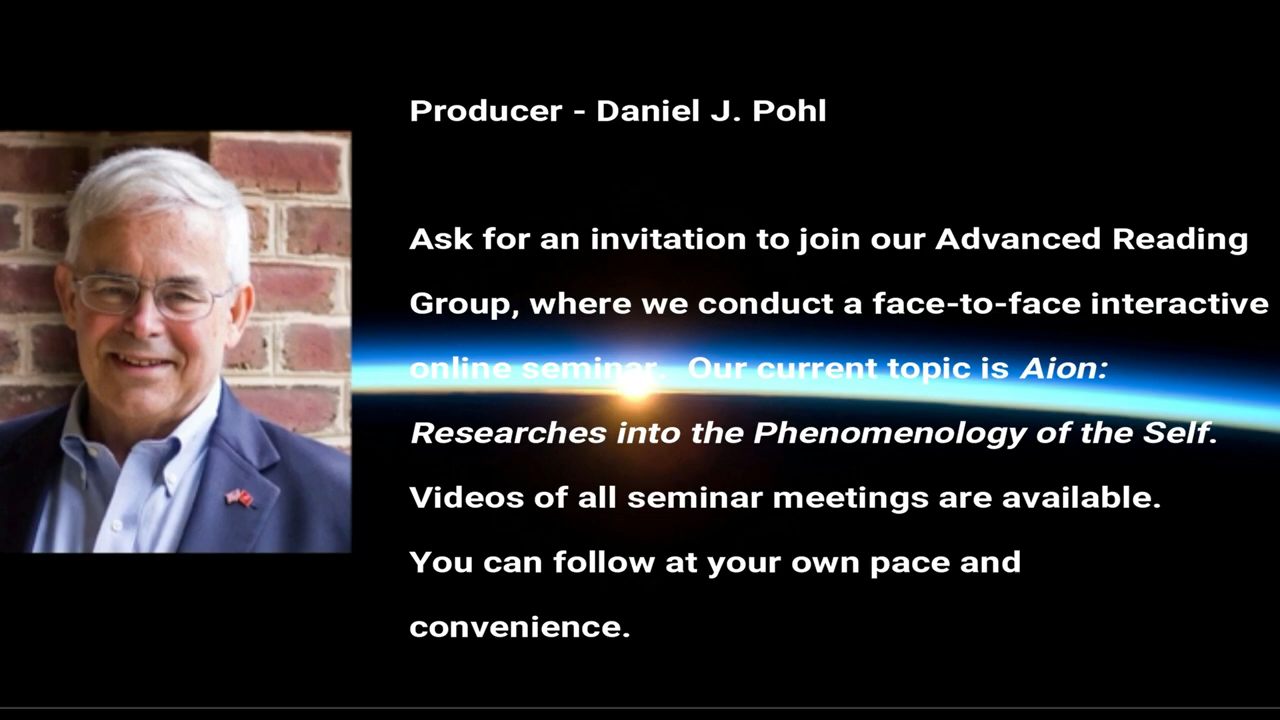 Producer - Daniel J. Pohl
Ask for an invitation to join our Advanced Reading
Group, where we conduct a face-to-face interactive
online seminar. Our current topic is Aion:
Researches into the Phenomenology of the Self.
Videos of all seminar meetings are available.
You can follow at your own pace and
convenience.